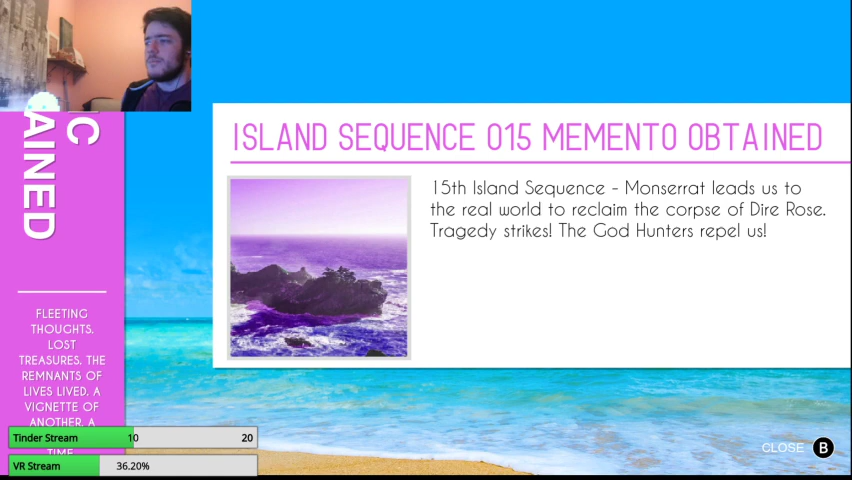 C
AINED
FLEETING
THOUGHTS.
LOST
TREASURES. THE
REMNANTS OF
LIVES LIVED. A
VIGNETTE OF
ANOTHER. A
TIME
Tinder Stream 10 20
VR Stream 36.20%
ISLAND SEQUENCE 015 MEMENTO OBTAINED
15th Island Sequence - Monserrat leads us to
the real world to reclaim the corpse of Dire Rose.
Tragedy strikes! The God Hunters repel us!
CLOSE B